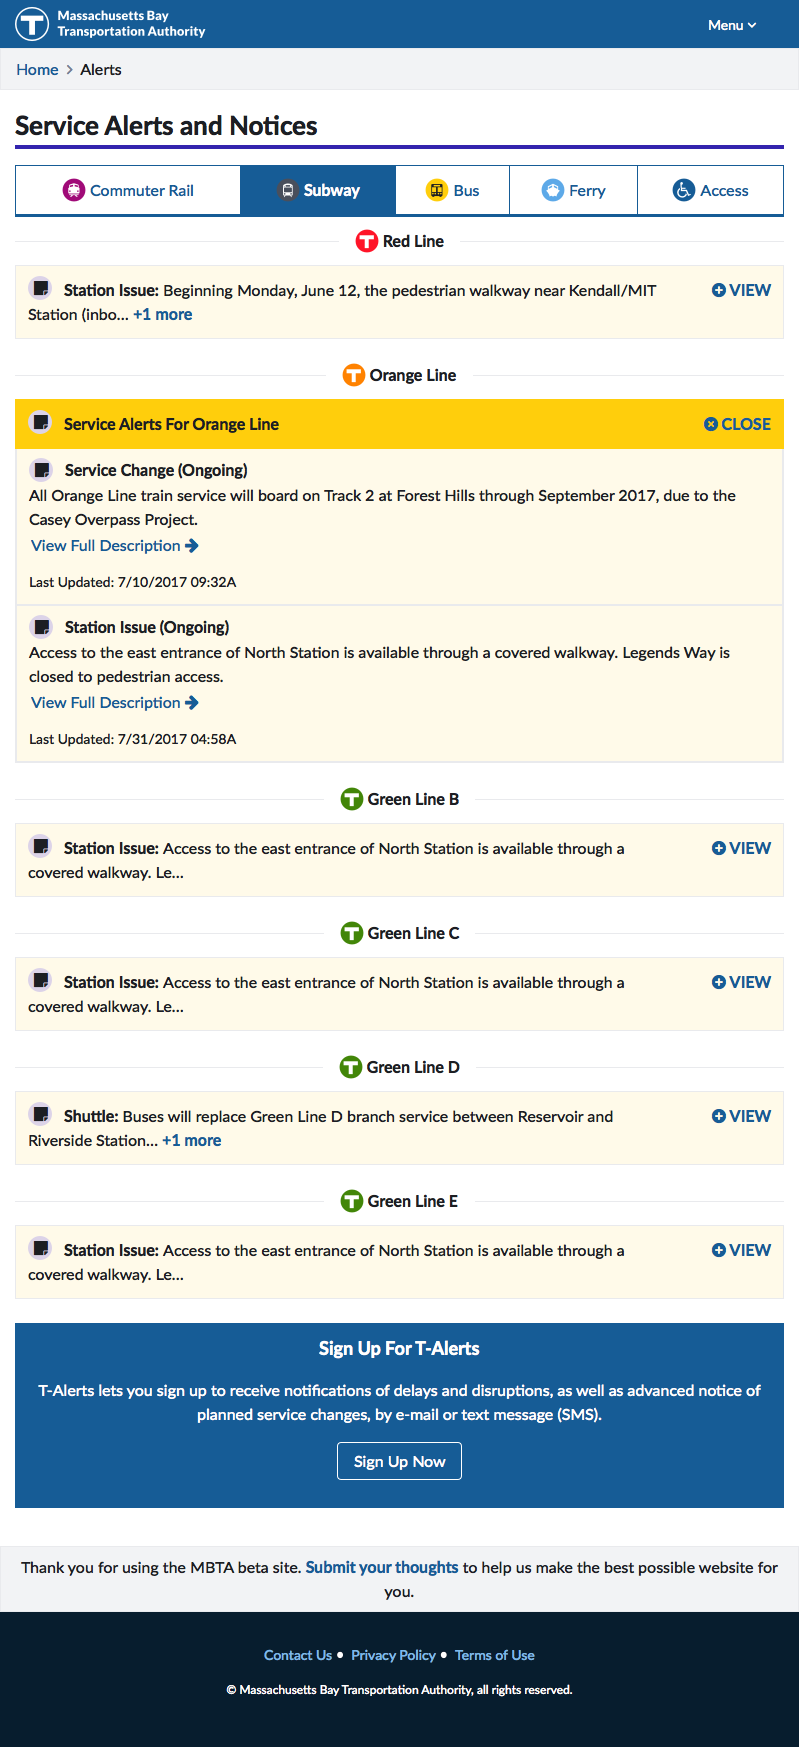 Massachusetts Bay
Transportation Authority
Menu
Home > Alerts
Service Alerts and Notices
Commuter Rail
Subway
Bus
Ferry
Access
T Red Line
Station Issue: Beginning Monday, June 12, the pedestrian walkway near Kendall/MIT
VIEW
Station (inbo... +1 more
T Orange Line
Service Alerts For Orange Line
CLOSE
Service Change (Ongoing)
All Orange Line train service will board on Track 2 at Forest Hills through September 2017, due to the
Casey Overpass Project.
View Full Description
Last Updated: 7/10/2017 09:32A
Station Issue (Ongoing)
Access to the east entrance of North Station is available through a covered walkway. Legends Way is
closed to pedestrian access.
View Full Description
Last Updated: 7/31/2017 04:58A
T Green Line B
Station Issue: Access to the east entrance of North Station is available through a
VIEW
covered walkway. Le...
T Green Line C
Station Issue: Access to the east entrance of North Station is available through a
VIEW
covered walkway. Le...
T Green Line D
Shuttle: Buses will replace Green Line D branch service between Reservoir and
VIEW
Riverside Station... +1 more
T Green Line E
Station Issue: Access to the east entrance of North Station is available through a
VIEW
covered walkway. Le...
Sign Up For T-Alerts
T-Alerts lets you sign up to receive notifications of delays and disruptions, as well as advanced notice of
planned service changes, by e-mail or text message (SMS).
Sign Up Now
Thank you for using the MBTA beta site. Submit your thoughts to help us make the best possible website for
you.
Contact Us • Privacy Policy • Terms of Use
© Massachusetts Bay Transportation Authority, all rights reserved.